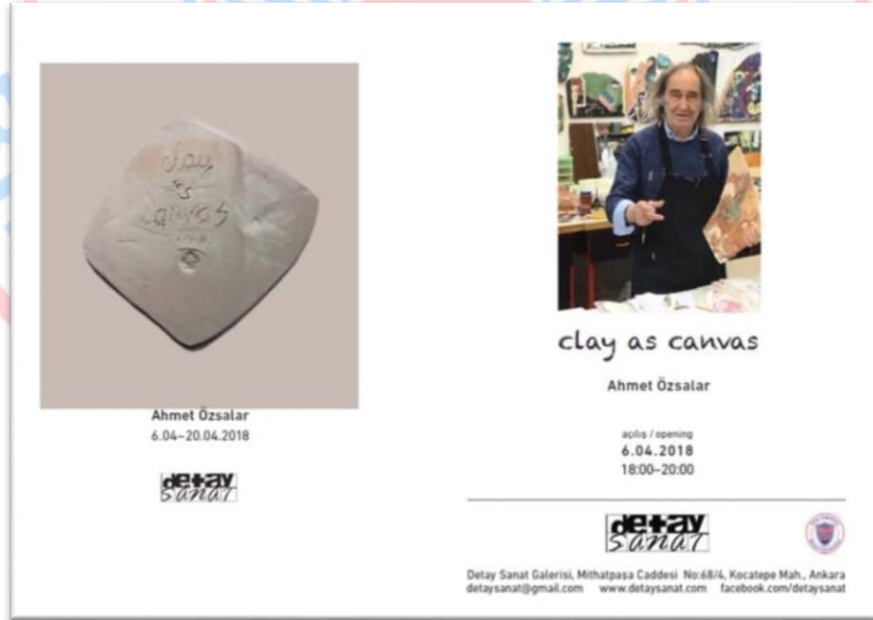 clay
as
canvas
Ahmet Özsalar
6.04–20.04.2018
detay
sanat
clay as canvas
Ahmet Özsalar
açılış / opening
6.04.2018
18:00–20:00
detay
sanat
Detay Sanat Galerisi, Mithatpaşa Caddesi No:68/4, Kocatepe Mah., Ankara
detaysanat@gmail.com www.detaysanat.com facebook.com/detaysanat